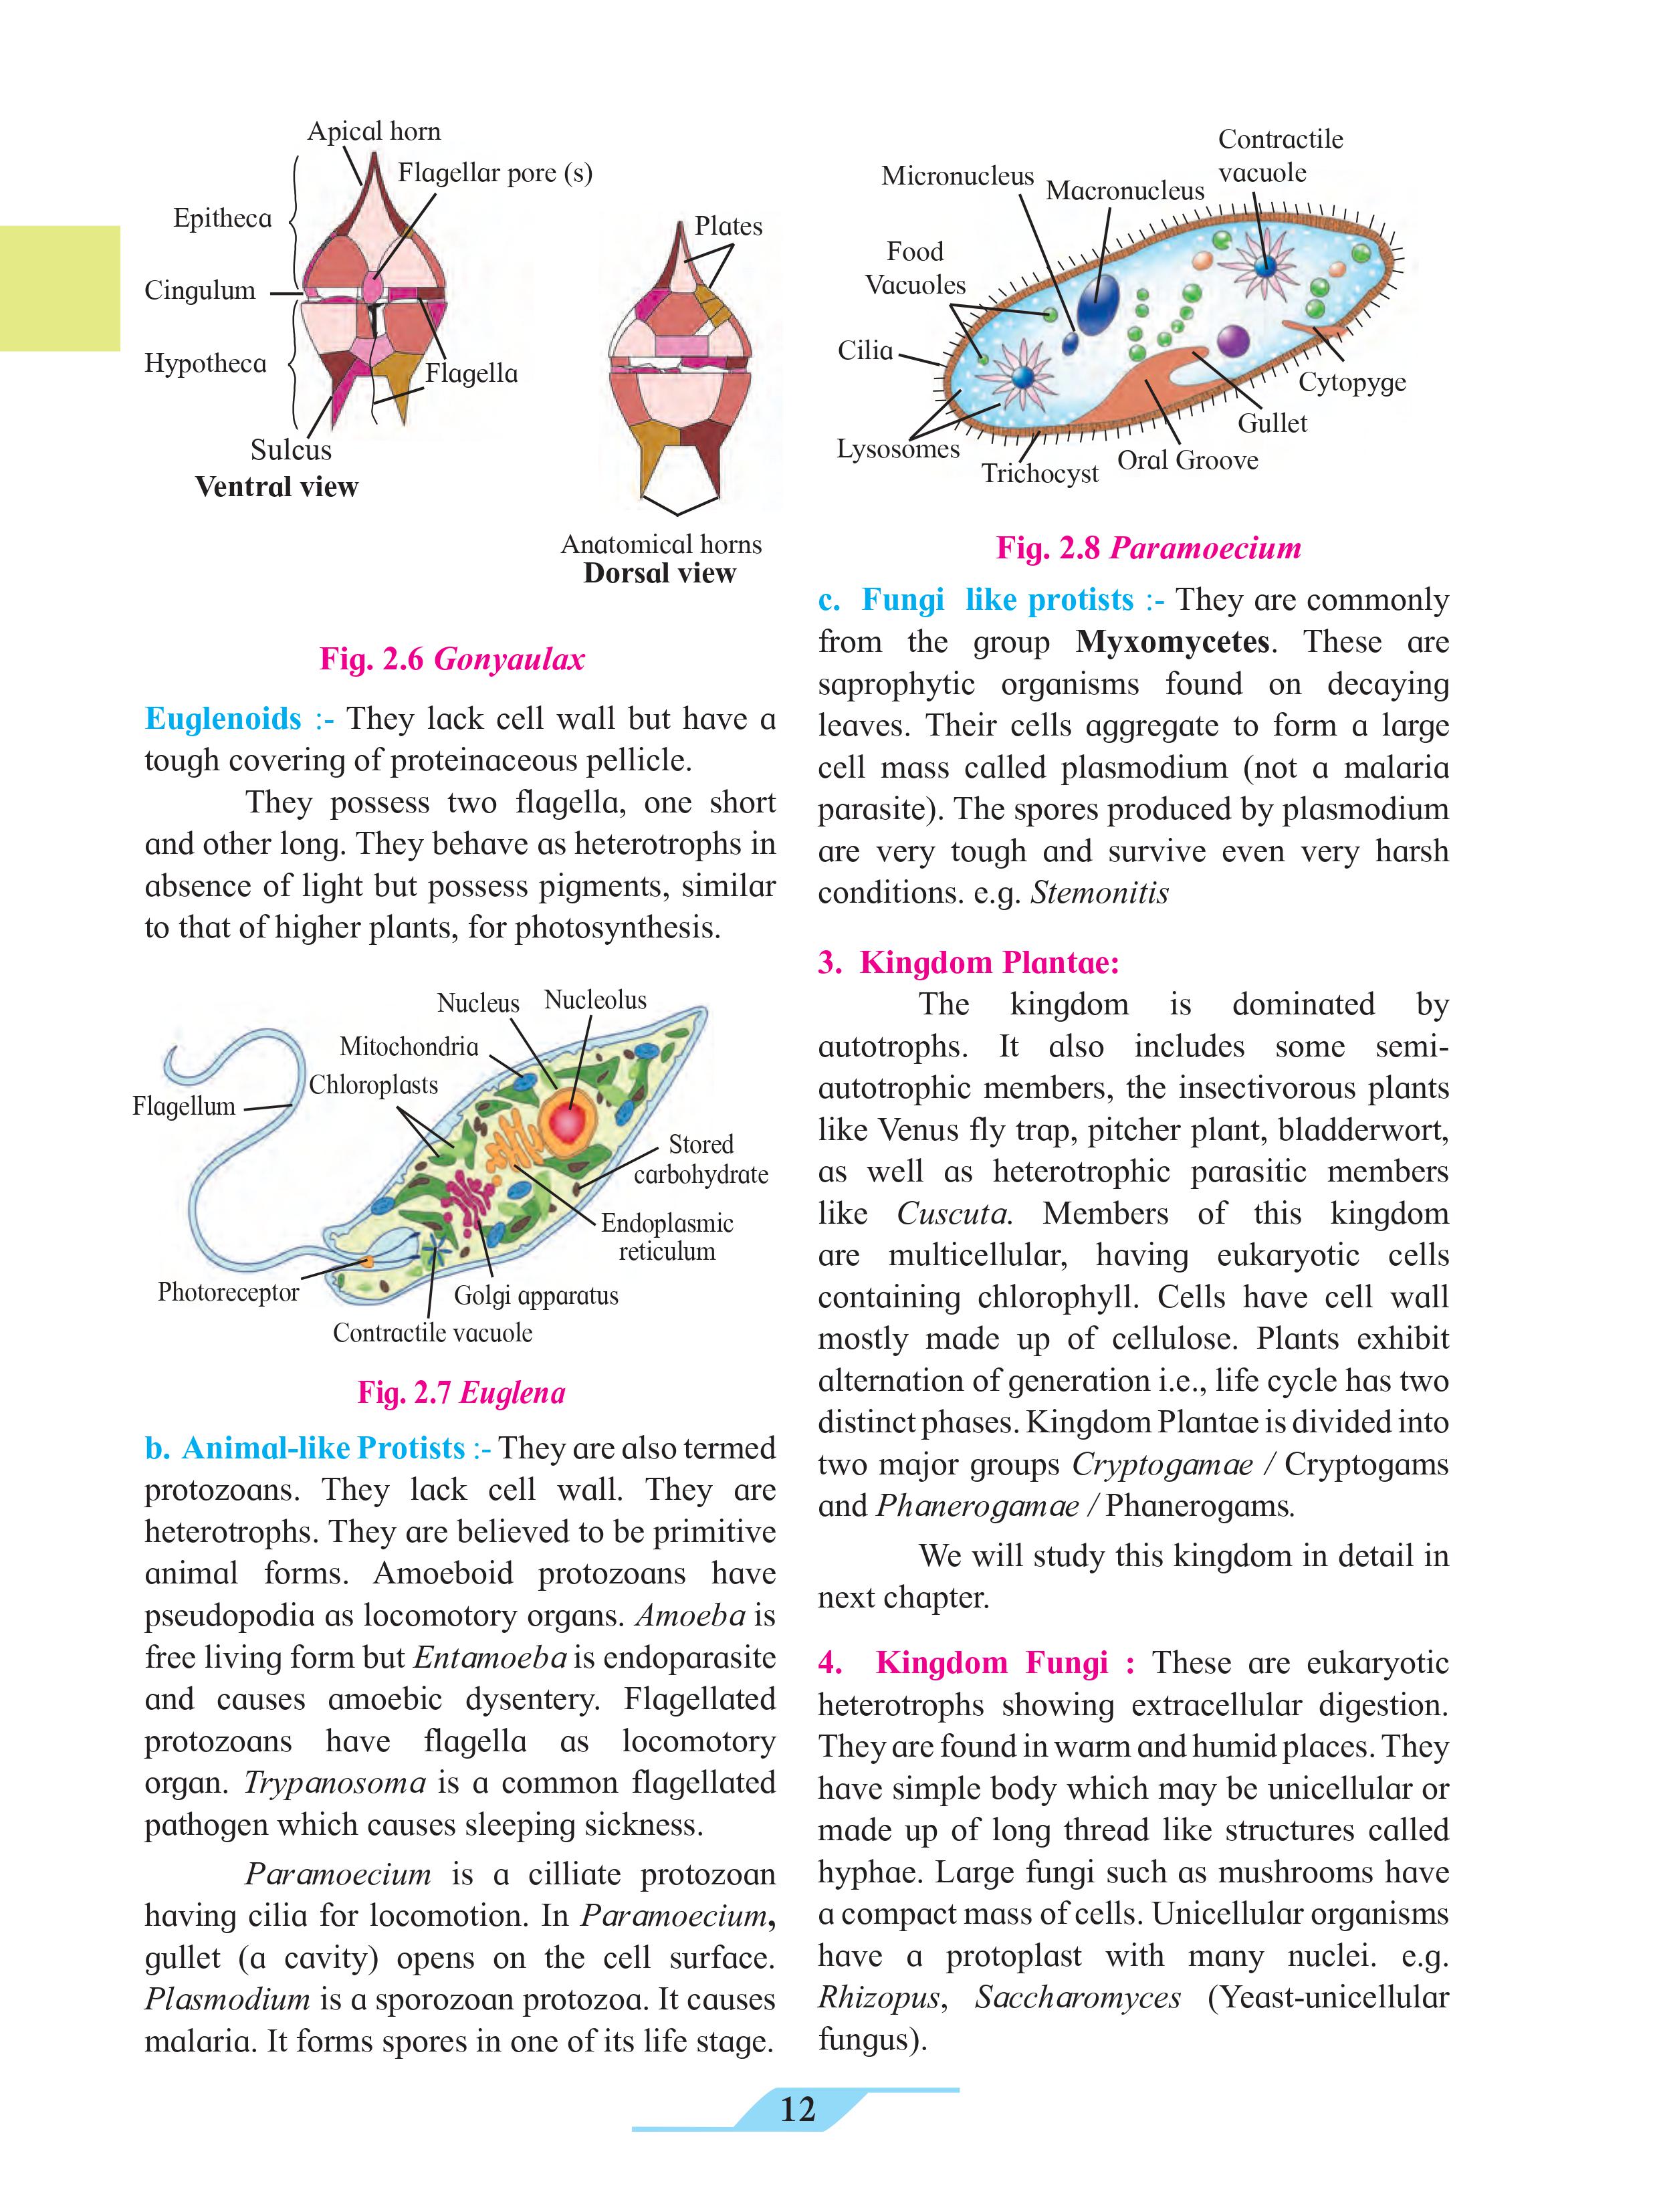 Apical horn
Flagellar pore (s)
Epitheca
Cingulum
Hypotheca
Flagella
Sulcus
Ventral view
Plates
Anatomical horns
Dorsal view
Fig. 2.6 Gonyaulax
Euglenoids :- They lack cell wall but have a
tough covering of proteinaceous pellicle.
They possess two flagella, one short
and other long. They behave as heterotrophs in
absence of light but possess pigments, similar
to that of higher plants, for photosynthesis.
Nucleus
Nucleolus
Mitochondria
Chloroplasts
Flagellum
Stored
carbohydrate
Endoplasmic
reticulum
Photoreceptor
Golgi apparatus
Contractile vacuole
Fig. 2.7 Euglena
b. Animal-like Protists :- They are also termed
protozoans. They lack cell wall. They are
heterotrophs. They are believed to be primitive
animal forms. Amoeboid protozoans have
pseudopodia as locomotory organs. Amoeba is
free living form but Entamoeba is endoparasite
and causes amoebic dysentery. Flagellated
protozoans have flagella as locomotory
organ. Trypanosoma is a common flagellated
pathogen which causes sleeping sickness.
Paramoecium is a cilliate protozoan
having cilia for locomotion. In Paramoecium,
gullet (a cavity) opens on the cell surface.
Plasmodium is a sporozoan protozoa. It causes
malaria. It forms spores in one of its life stage.
Contractile
vacuole
Micronucleus
Macronucleus
Food
Vacuoles
Cilia
Cytopyge
Gullet
Lysosomes
Oral Groove
Trichocyst
Fig. 2.8 Paramoecium
c. Fungi like protists :- They are commonly
from the group Myxomycetes. These are
saprophytic organisms found on decaying
leaves. Their cells aggregate to form a large
cell mass called plasmodium (not a malaria
parasite). The spores produced by plasmodium
are very tough and survive even very harsh
conditions. e.g. Stemonitis
3. Kingdom Plantae:
The kingdom is dominated by
autotrophs. It also includes some semi-
autotrophic members, the insectivorous plants
like Venus fly trap, pitcher plant, bladderwort,
as well as heterotrophic parasitic members
like Cuscuta. Members of this kingdom
are multicellular, having eukaryotic cells
containing chlorophyll. Cells have cell wall
mostly made up of cellulose. Plants exhibit
alternation of generation i.e., life cycle has two
distinct phases. Kingdom Plantae is divided into
two major groups Cryptogamae / Cryptogams
and Phanerogamae / Phanerogams.
We will study this kingdom in detail in
next chapter.
4. Kingdom Fungi : These are eukaryotic
heterotrophs showing extracellular digestion.
They are found in warm and humid places. They
have simple body which may be unicellular or
made up of long thread like structures called
hyphae. Large fungi such as mushrooms have
a compact mass of cells. Unicellular organisms
have a protoplast with many nuclei. e.g.
Rhizopus, Saccharomyces (Yeast-unicellular
fungus).
12